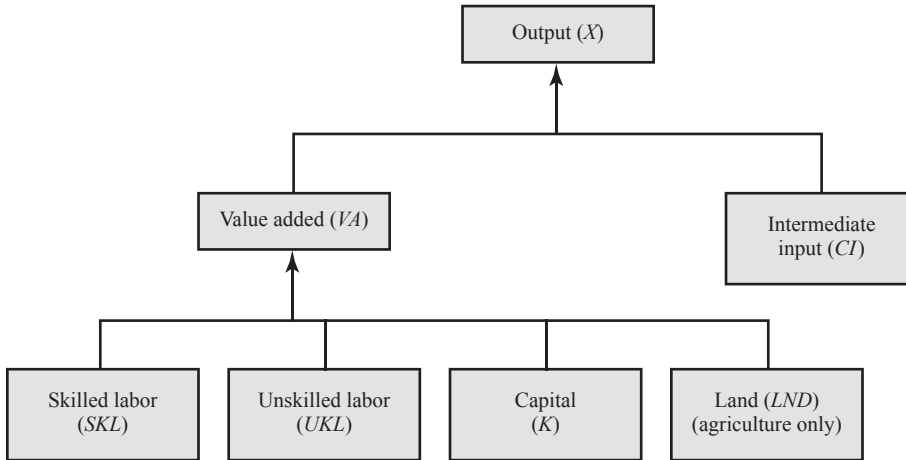 Output (X)
Value added (VA)
Intermediate
input (CI)
Skilled labor
(SKL)
Unskilled labor
(UKL)
Capital
(K)
Land (LND)
(agriculture only)